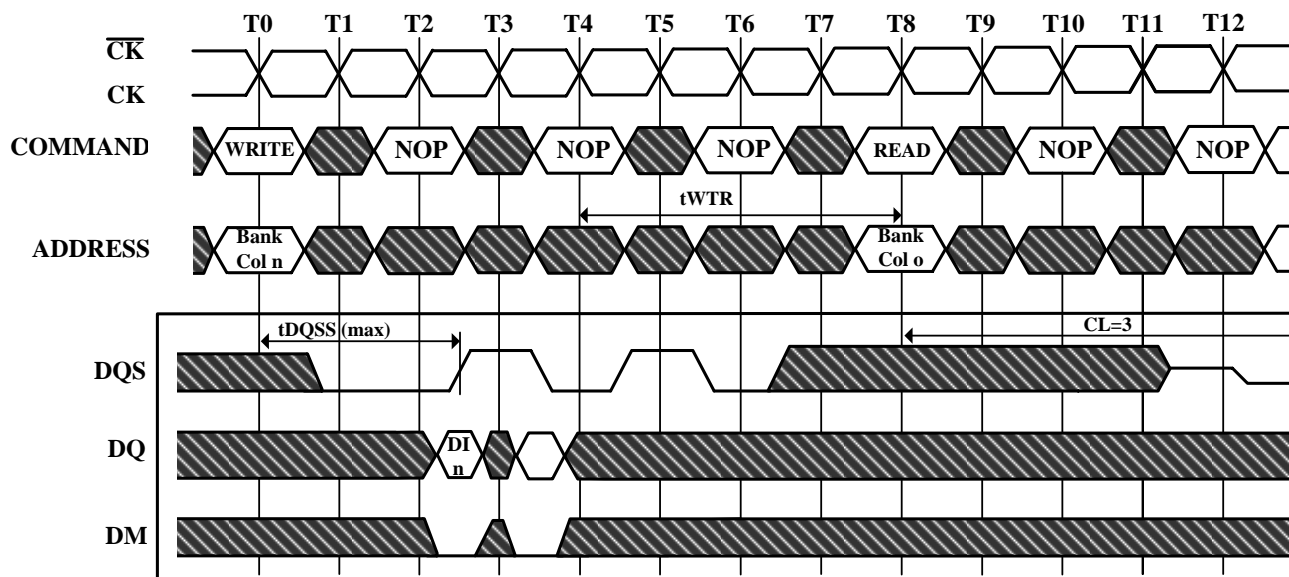 T0 T1 T2 T3 T4 T5 T6 T7 T8 T9 T10 T11 T12
CK
CK
COMMAND WRITE NOP NOP NOP READ NOP NOP
tWTR
ADDRESS Bank Col n Bank Col o
tDQSS (max) CL=3
DQS
DQ DI n
DM